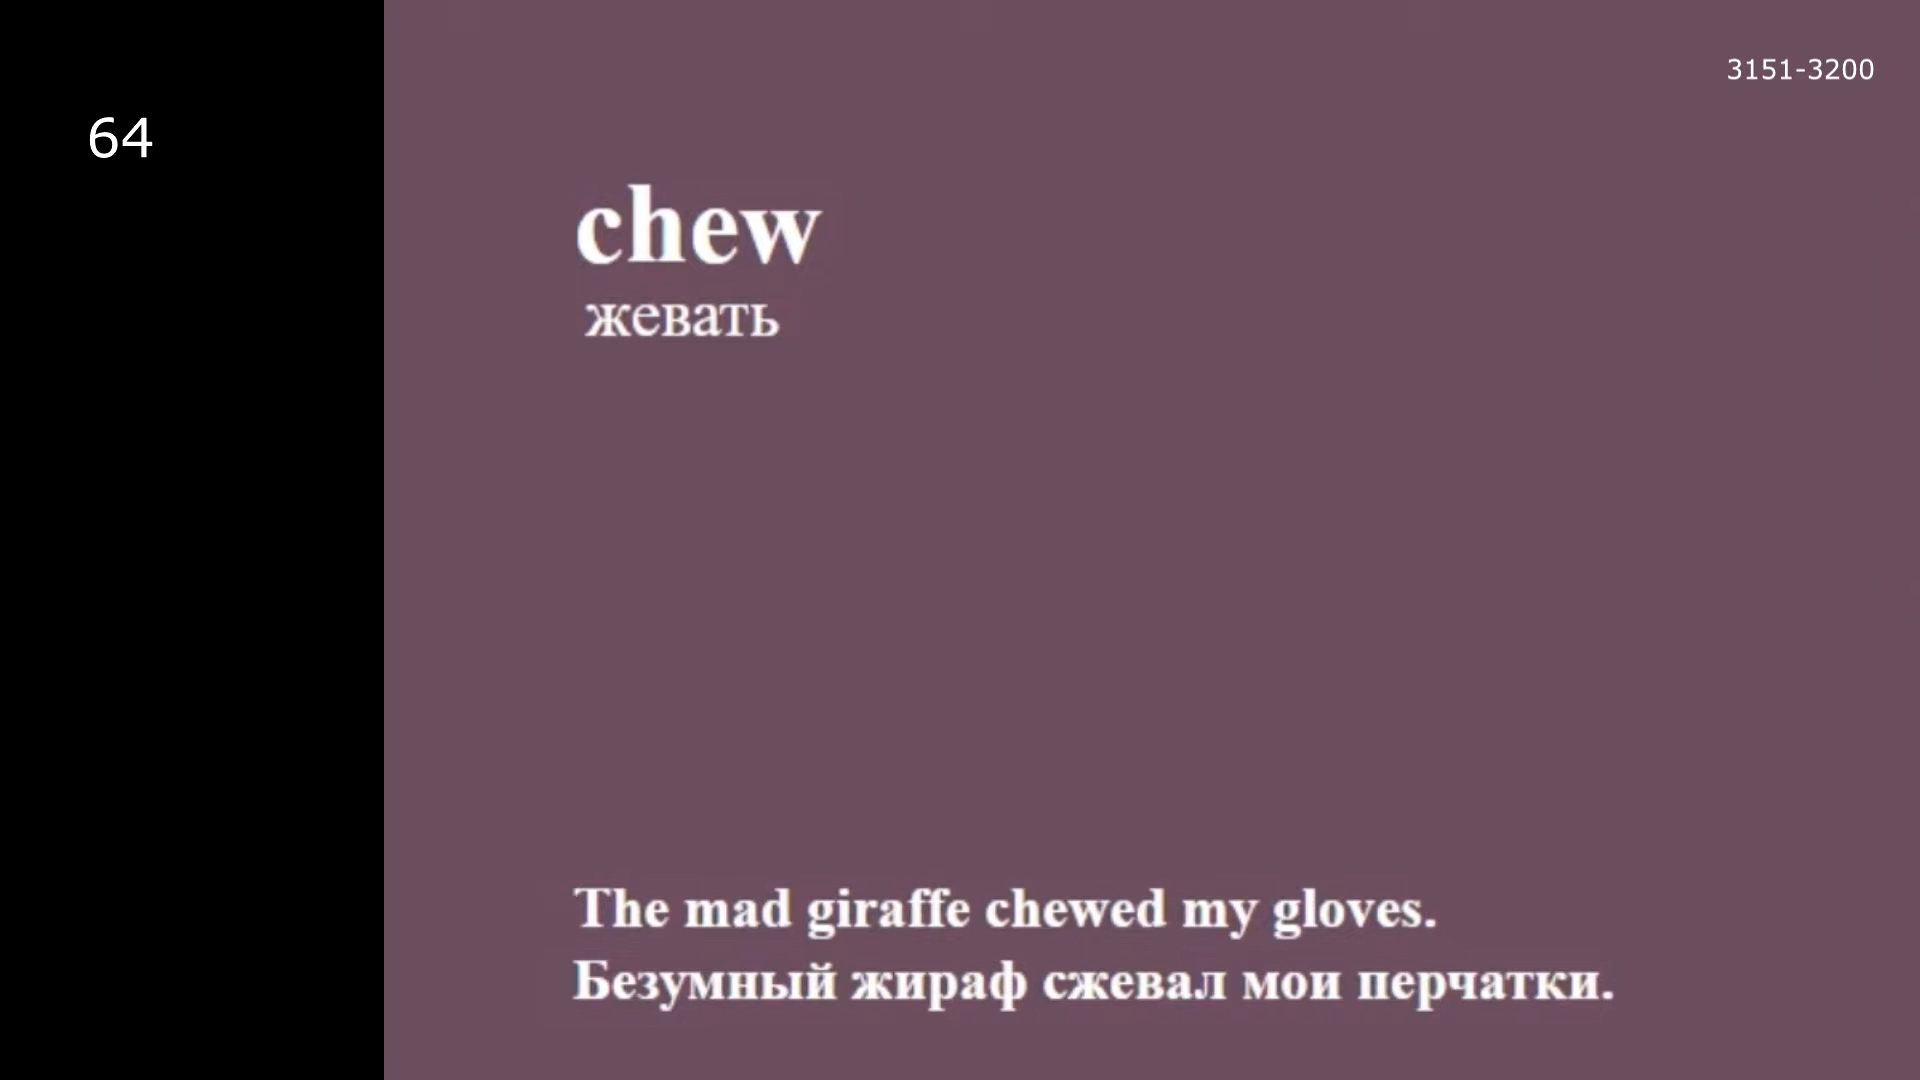 3151-3200
64
chew
жевать
The mad giraffe chewed my gloves.
Безумный жираф сжевал мои перчатки.